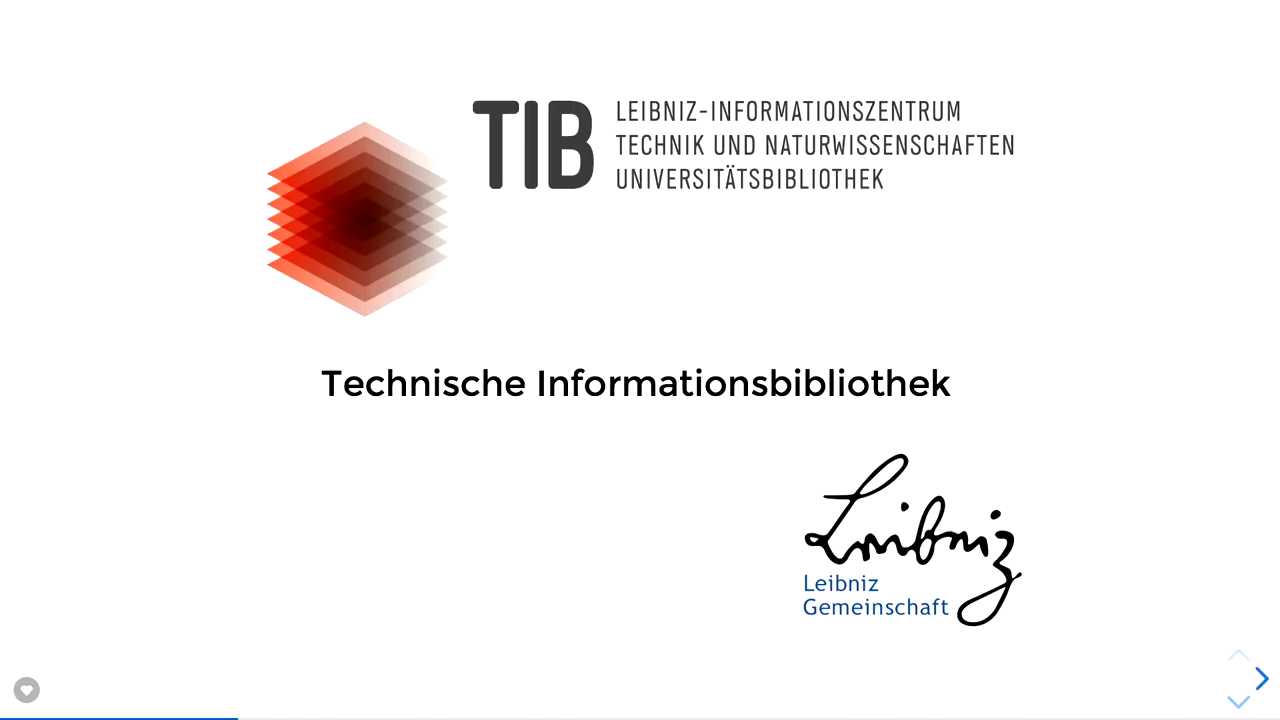 TIB
LEIBNIZ-INFORMATIONSZENTRUM
TECHNIK UND NATURWISSENSCHAFTEN
UNIVERSITÄTSBIBLIOTHEK
Technische Informationsbibliothek
Leibniz
Leibniz
Gemeinschaft